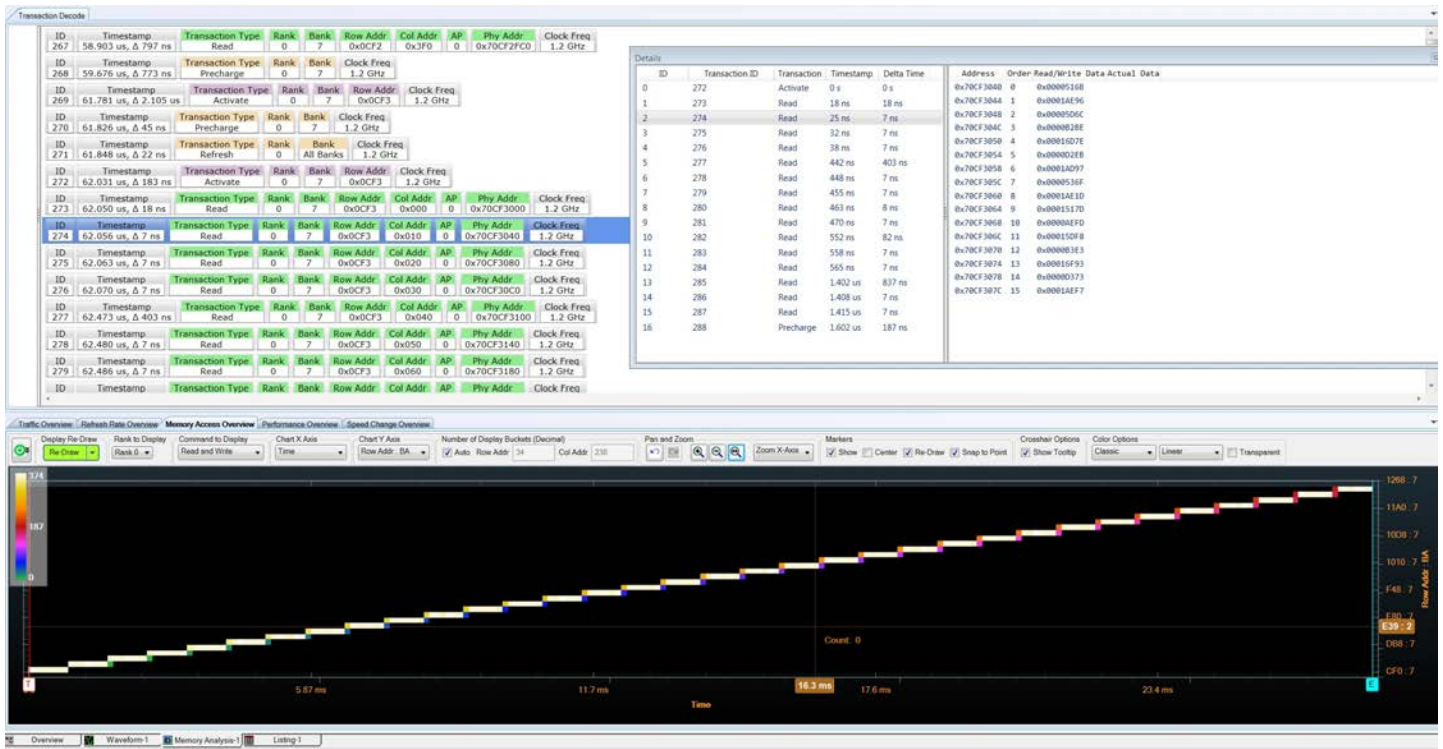 Transaction Decode
ID Timestamp Transaction Type Rank Bank Row Addr Col Addr AP Phy Addr Clock Freq
267 58.903 us, Δ 797 ns Read 0 7 0x0CF2 0x3F0 0 0x70CF2FC0 1.2 GHz
ID Timestamp Transaction Type Rank Bank Clock Freq
268 59.676 us, Δ 773 ns Precharge 0 7 1.2 GHz
ID Timestamp Transaction Type Rank Bank Row Addr Clock Freq
269 61.781 us, Δ 2.105 us Activate 0 7 0x0CF3 1.2 GHz
ID Timestamp Transaction Type Rank Bank Clock Freq
270 61.826 us, Δ 45 ns Precharge 0 7 1.2 GHz
ID Timestamp Transaction Type Rank Bank Clock Freq
271 61.848 us, Δ 22 ns Refresh 0 All Banks 1.2 GHz
ID Timestamp Transaction Type Rank Bank Row Addr Clock Freq
272 62.031 us, Δ 183 ns Activate 0 7 0x0CF3 1.2 GHz
ID Timestamp Transaction Type Rank Bank Row Addr Col Addr AP Phy Addr Clock Freq
273 62.050 us, Δ 18 ns Read 0 7 0x0CF3 0x000 0 0x70CF3000 1.2 GHz
ID Timestamp Transaction Type Rank Bank Row Addr Col Addr AP Phy Addr Clock Freq
274 62.056 us, Δ 7 ns Read 0 7 0x0CF3 0x010 0 0x70CF3040 1.2 GHz
ID Timestamp Transaction Type Rank Bank Row Addr Col Addr AP Phy Addr Clock Freq
275 62.063 us, Δ 7 ns Read 0 7 0x0CF3 0x020 0 0x70CF3080 1.2 GHz
ID Timestamp Transaction Type Rank Bank Row Addr Col Addr AP Phy Addr Clock Freq
276 62.070 us, Δ 7 ns Read 0 7 0x0CF3 0x030 0 0x70CF30C0 1.2 GHz
ID Timestamp Transaction Type Rank Bank Row Addr Col Addr AP Phy Addr Clock Freq
277 62.473 us, Δ 403 ns Read 0 7 0x0CF3 0x040 0 0x70CF3100 1.2 GHz
ID Timestamp Transaction Type Rank Bank Row Addr Col Addr AP Phy Addr Clock Freq
278 62.480 us, Δ 7 ns Read 0 7 0x0CF3 0x050 0 0x70CF3140 1.2 GHz
ID Timestamp Transaction Type Rank Bank Row Addr Col Addr AP Phy Addr Clock Freq
279 62.486 us, Δ 7 ns Read 0 7 0x0CF3 0x060 0 0x70CF3180 1.2 GHz
ID Timestamp Transaction Type Rank Bank Row Addr Col Addr AP Phy Addr Clock Freq
Details
ID Transaction ID Transaction Timestamp Delta Time
0 272 Activate 0 s 0 s
1 273 Read 18 ns 18 ns
2 274 Read 25 ns 7 ns
3 275 Read 32 ns 7 ns
4 276 Read 38 ns 7 ns
5 277 Read 442 ns 403 ns
6 278 Read 448 ns 7 ns
7 279 Read 455 ns 7 ns
8 280 Read 463 ns 8 ns
9 281 Read 470 ns 7 ns
10 282 Read 552 ns 82 ns
11 283 Read 558 ns 7 ns
12 284 Read 565 ns 7 ns
13 285 Read 1.402 us 837 ns
14 286 Read 1.408 us 7 ns
15 287 Read 1.415 us 7 ns
16 288 Precharge 1.602 us 187 ns
Address Order Read/Write Data Actual Data
0x70CF3040 0 0x0000516B
0x70CF3044 1 0x0001AE96
0x70CF3048 2 0x00005D6C
0x70CF304C 3 0x0000B2BE
0x70CF3050 4 0x00016D7E
0x70CF3054 5 0x0000D2EB
0x70CF3058 6 0x0001AD97
0x70CF305C 7 0x0000536F
0x70CF3060 8 0x0001AE1D
0x70CF3064 9 0x0001517D
0x70CF3068 10 0x0000AEFD
0x70CF306C 11 0x00015DF8
0x70CF3070 12 0x0000B3E3
0x70CF3074 13 0x00016F93
0x70CF3078 14 0x0000D373
0x70CF307C 15 0x0001AEF7
Traffic Overview Refresh Rate Overview Memory Access Overview Performance Overview Speed Change Overview
Display Re-Draw Rank to Display Command to Display Chart X Axis Chart Y Axis Number of Display Buckets (Decimal) Pan and Zoom Markers Crosshair Options Color Options
Re-Draw Rank 0 Read and Write Time Row Addr : BA Auto Row Addr 34 Col Addr 238 Zoom X-Axis Show Center Re-Draw Snap to Point Show Tooltip Classic Linear Transparent
374
187
0
1268 : 7
11A0 : 7
10D8 : 7
1010 : 7
F48 : 7
E80 : 7
E39 : 2
DB8 : 7
CF0 : 7
Row Addr : BA
Count: 0
T
E
5.87 ms 11.7 ms 16.3 ms 17.6 ms 23.4 ms
Time
Overview Waveform-1 Memory Analysis-1 Listing-1